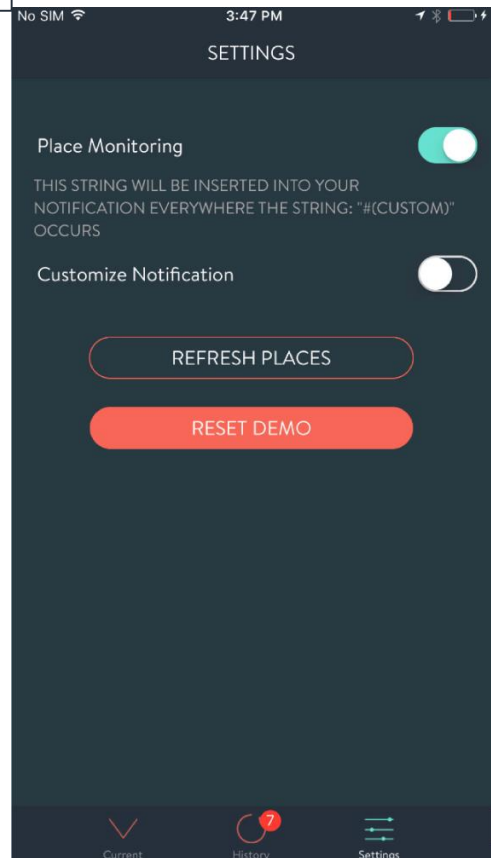 No SIM 3:47 PM
SETTINGS
Place Monitoring
THIS STRING WILL BE INSERTED INTO YOUR
NOTIFICATION EVERYWHERE THE STRING: "#(CUSTOM)"
OCCURS
Customize Notification
REFRESH PLACES
RESET DEMO
7
Current History Settings